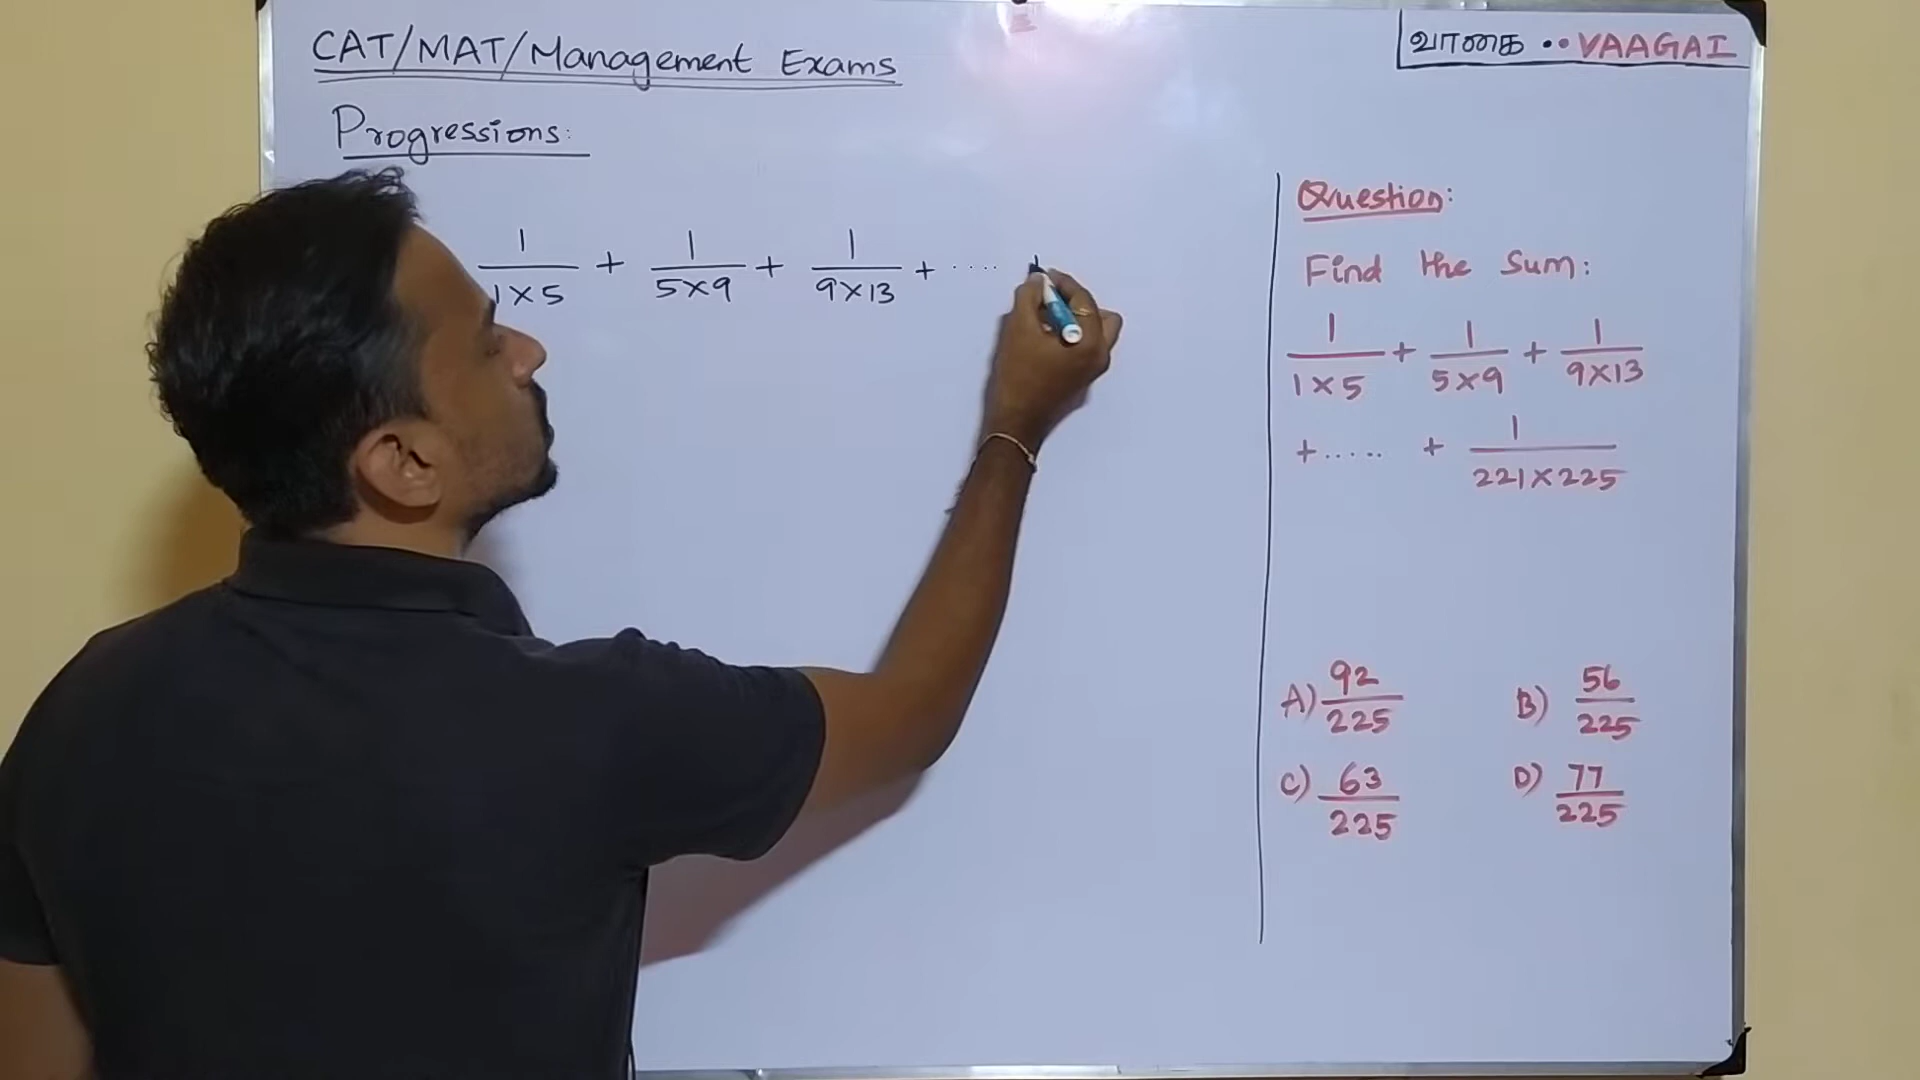 CAT/MAT/Management Exams
வாகை ..VAAGAI
Progressions:
1/1×5 + 1/5×9 + 1/9×13 + .....
Question:
Find the Sum:
1/1×5 + 1/5×9 + 1/9×13
+ ..... + 1/221×225
A) 92/225 B) 56/225
C) 63/225 D) 77/225